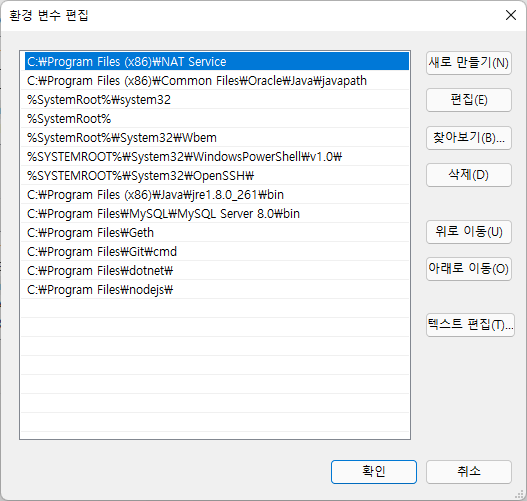 환경 변수 편집
C:₩Program Files (x86)₩NAT Service
C:₩Program Files (x86)₩Common Files₩Oracle₩Java₩javapath
%SystemRoot%₩system32
%SystemRoot%
%SystemRoot%₩System32₩Wbem
%SYSTEMROOT%₩System32₩WindowsPowerShell₩v1.0₩
%SYSTEMROOT%₩System32₩OpenSSH₩
C:₩Program Files (x86)₩Java₩jre1.8.0_261₩bin
C:₩Program Files₩MySQL₩MySQL Server 8.0₩bin
C:₩Program Files₩Geth
C:₩Program Files₩Git₩cmd
C:₩Program Files₩dotnet₩
C:₩Program Files₩nodejs₩
새로 만들기(N)
편집(E)
찾아보기(B)...
삭제(D)
위로 이동(U)
아래로 이동(O)
텍스트 편집(T)...
확인
취소